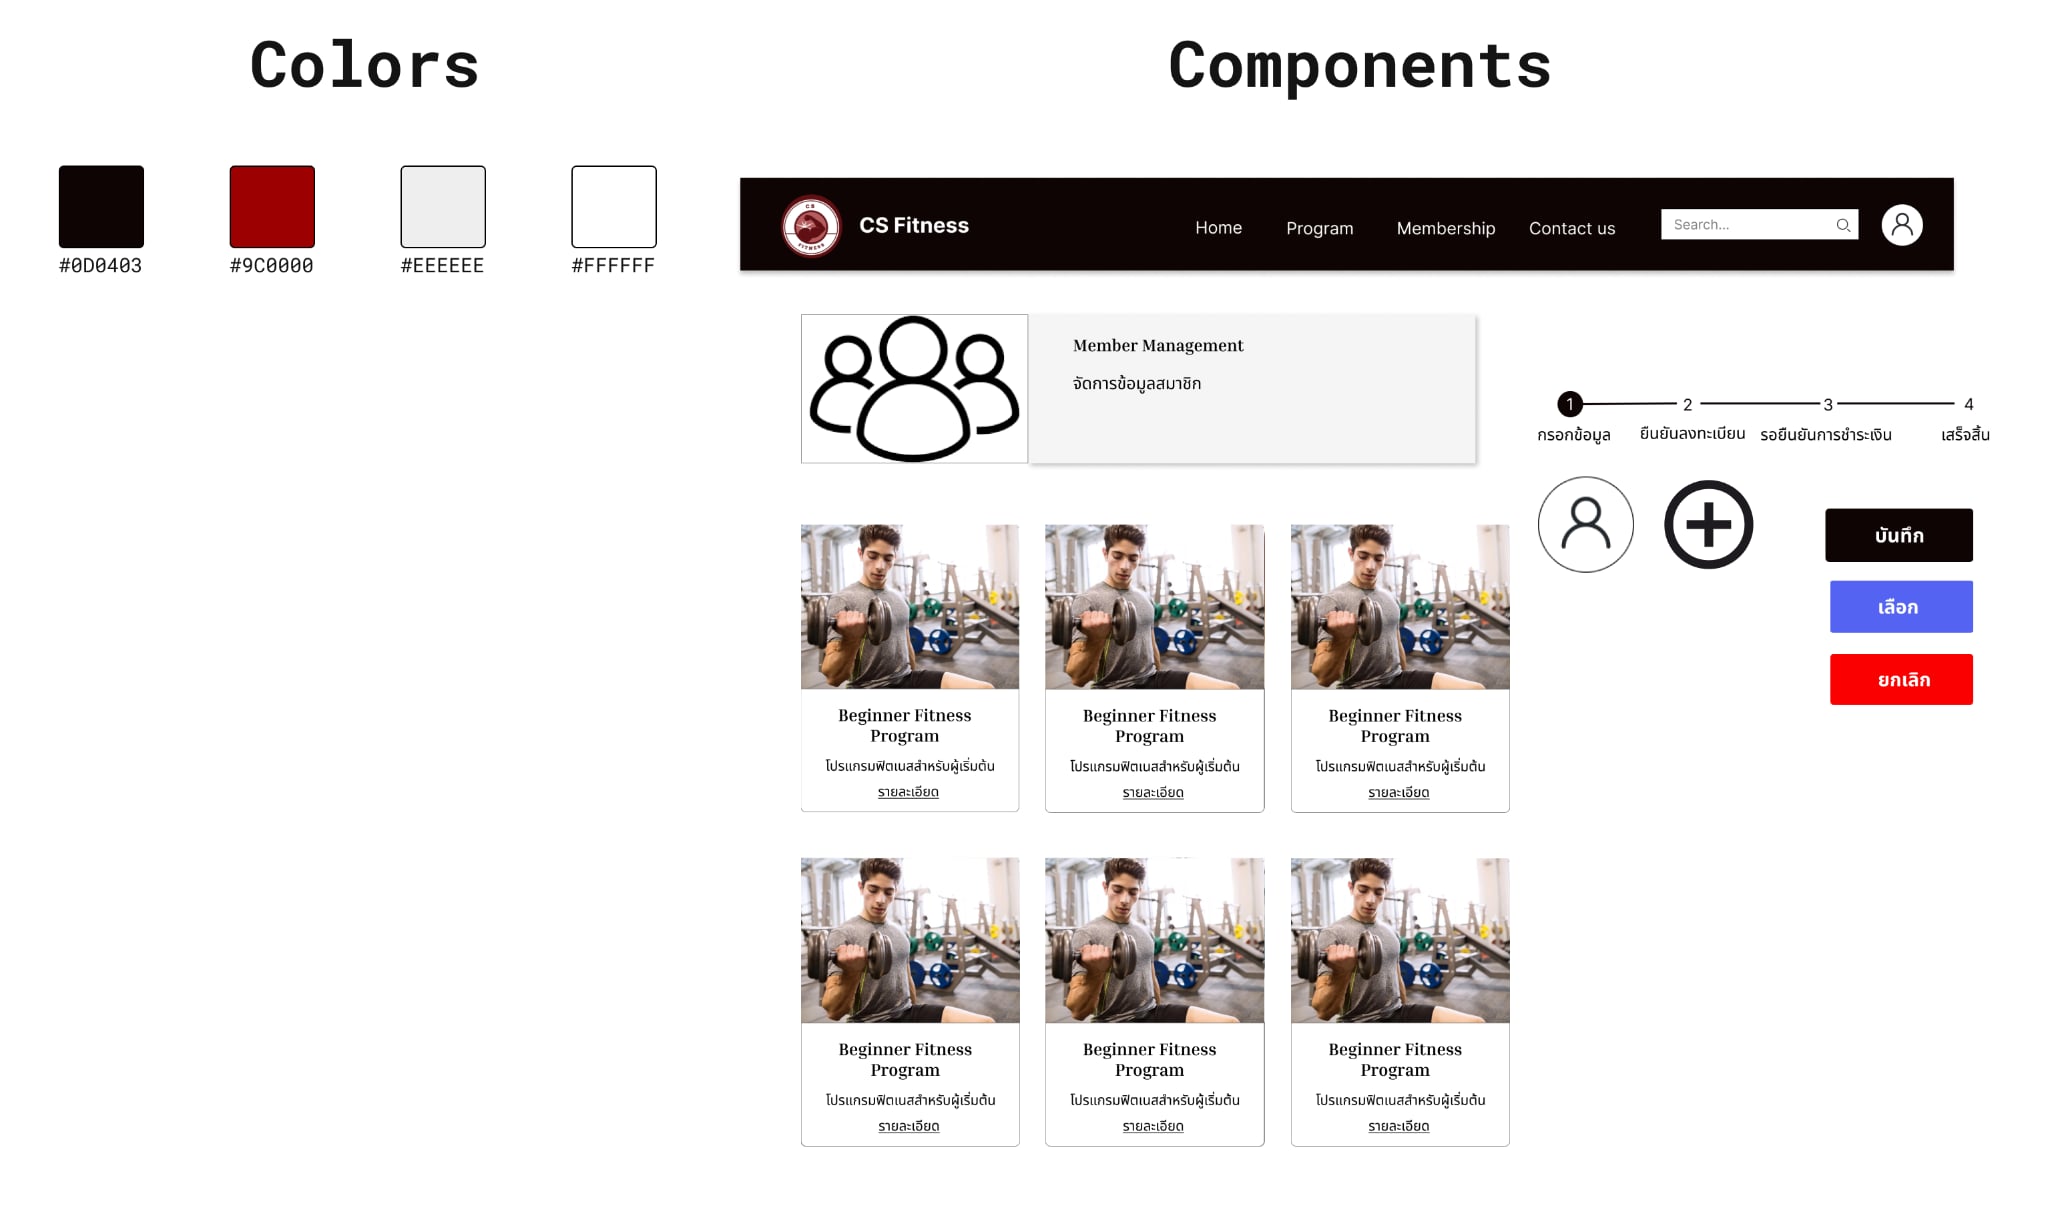 Colors
Components
#0D0403
#9C0000
#EEEEEE
#FFFFFF
CS
FITNESS
CS Fitness
Home
Program
Membership
Contact us
Search...
Member Management
จัดการข้อมูลสมาชิก
1
2
3
4
กรอกข้อมูล
ยืนยันลงทะเบียน
รอยืนยันการชำระเงิน
เสร็จสิ้น
บันทึก
เลือก
ยกเลิก
Beginner Fitness
Program
โปรแกรมฟิตเนสสำหรับผู้เริ่มต้น
รายละเอียด
Beginner Fitness
Program
โปรแกรมฟิตเนสสำหรับผู้เริ่มต้น
รายละเอียด
Beginner Fitness
Program
โปรแกรมฟิตเนสสำหรับผู้เริ่มต้น
รายละเอียด
Beginner Fitness
Program
โปรแกรมฟิตเนสสำหรับผู้เริ่มต้น
รายละเอียด
Beginner Fitness
Program
โปรแกรมฟิตเนสสำหรับผู้เริ่มต้น
รายละเอียด
Beginner Fitness
Program
โปรแกรมฟิตเนสสำหรับผู้เริ่มต้น
รายละเอียด